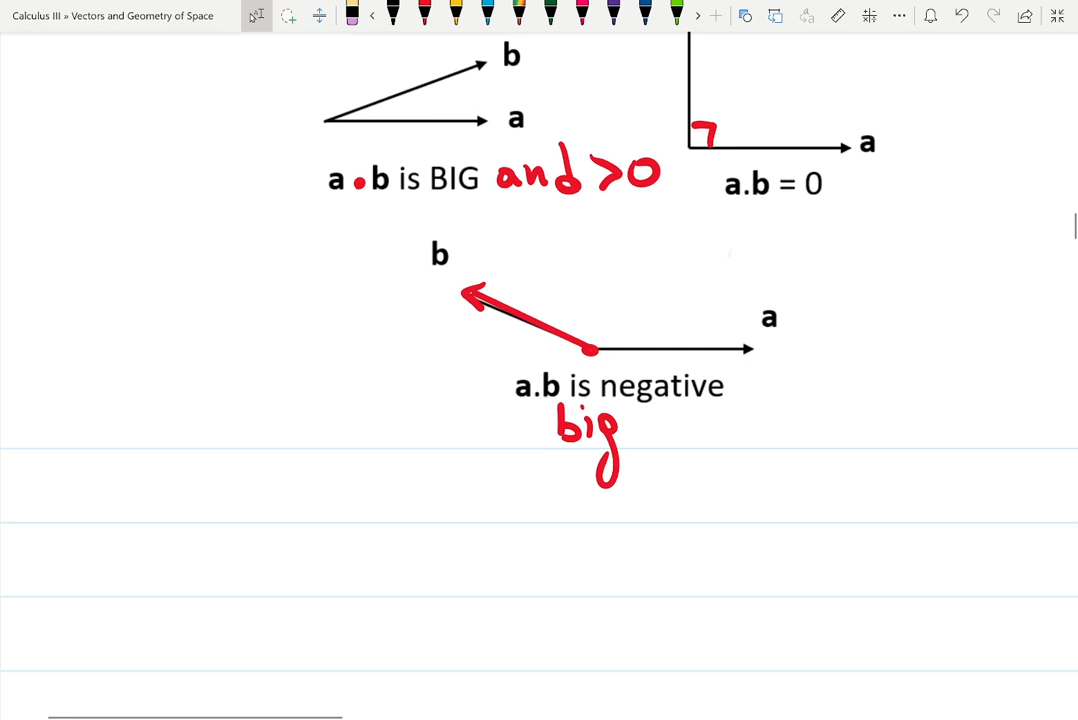 Calculus III » Vectors and Geometry of Space
b
a
a • b is BIG and >0
a
a.b = 0
b
a
a.b is negative
big